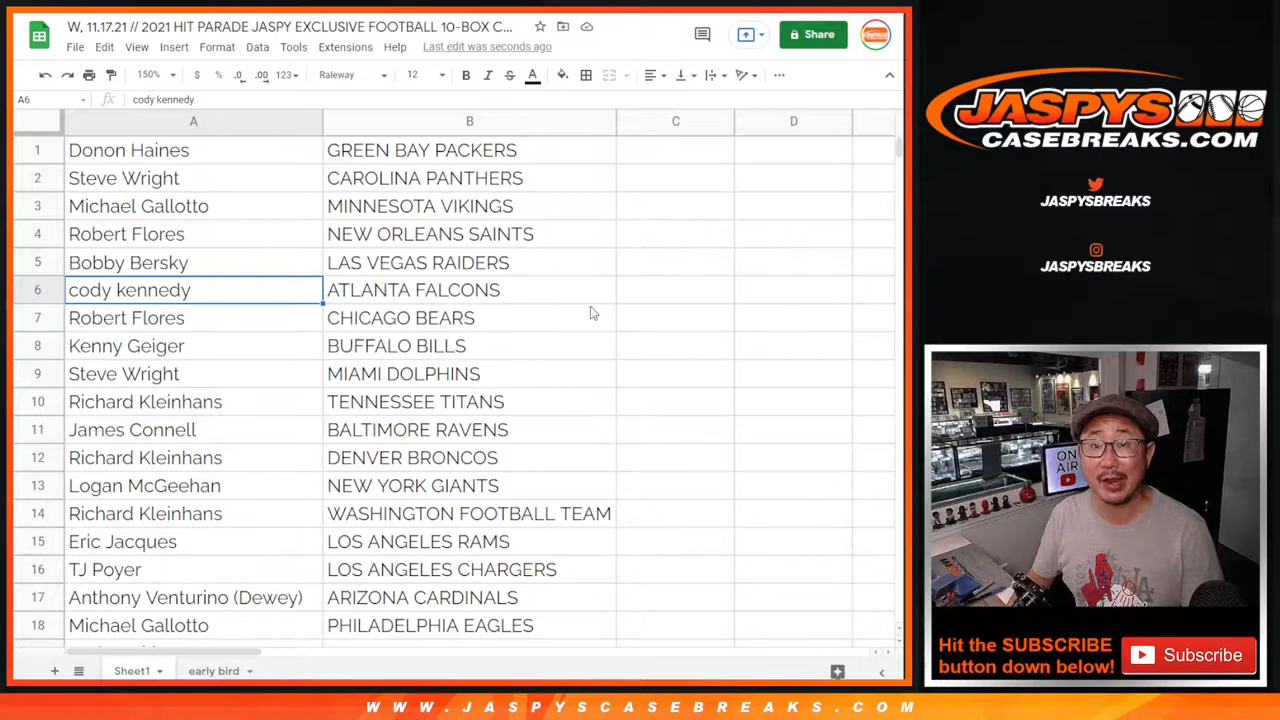 W, 11.17.21 // 2021 HIT PARADE JASPY EXCLUSIVE FOOTBALL 10-BOX C...
File Edit View Insert Format Data Tools Extensions Help Last edit was seconds ago
Share
150% $ % .0 .00 123 Raleway 12 B I S A
A6 fx cody kennedy
A B C D
1 Donon Haines GREEN BAY PACKERS
2 Steve Wright CAROLINA PANTHERS
3 Michael Gallotto MINNESOTA VIKINGS
4 Robert Flores NEW ORLEANS SAINTS
5 Bobby Bersky LAS VEGAS RAIDERS
6 cody kennedy ATLANTA FALCONS
7 Robert Flores CHICAGO BEARS
8 Kenny Geiger BUFFALO BILLS
9 Steve Wright MIAMI DOLPHINS
10 Richard Kleinhans TENNESSEE TITANS
11 James Connell BALTIMORE RAVENS
12 Richard Kleinhans DENVER BRONCOS
13 Logan McGeehan NEW YORK GIANTS
14 Richard Kleinhans WASHINGTON FOOTBALL TEAM
15 Eric Jacques LOS ANGELES RAMS
16 TJ Poyer LOS ANGELES CHARGERS
17 Anthony Venturino (Dewey) ARIZONA CARDINALS
18 Michael Gallotto PHILADELPHIA EAGLES
Sheet1 early bird
JASPYS
CASEBREAKS.COM
JASPYSBREAKS
JASPYSBREAKS
ON
AIR
LA
Hit the SUBSCRIBE
button down below!
Subscribe
WWW.JASPYSCASEBREAKS.COM